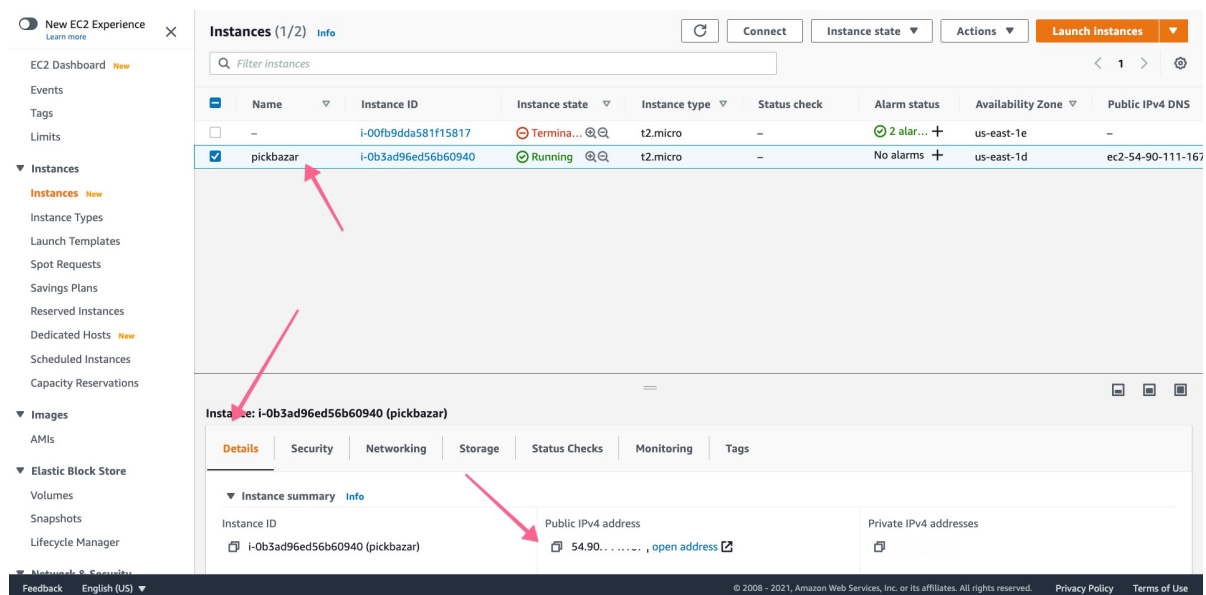 New EC2 Experience
Learn more
EC2 Dashboard New
Events
Tags
Limits
Instances
Instances New
Instance Types
Launch Templates
Spot Requests
Savings Plans
Reserved Instances
Dedicated Hosts New
Scheduled Instances
Capacity Reservations
Images
AMIs
Elastic Block Store
Volumes
Snapshots
Lifecycle Manager
Network & Security
Instances (1/2) Info
Connect
Instance state
Actions
Launch instances
Filter instances
1
Name Instance ID Instance state Instance type Status check Alarm status Availability Zone Public IPv4 DNS
– i-00fb9dda581f15817 Termina... t2.micro – 2 alar... + us-east-1e –
pickbazar i-0b3ad96ed56b60940 Running t2.micro – No alarms + us-east-1d ec2-54-90-111-167
Instance: i-0b3ad96ed56b60940 (pickbazar)
Details Security Networking Storage Status Checks Monitoring Tags
Instance summary Info
Instance ID Public IPv4 address Private IPv4 addresses
i-0b3ad96ed56b60940 (pickbazar) 54.90. open address
Feedback English (US) © 2008 - 2021, Amazon Web Services, Inc. or its affiliates. All rights reserved. Privacy Policy Terms of Use